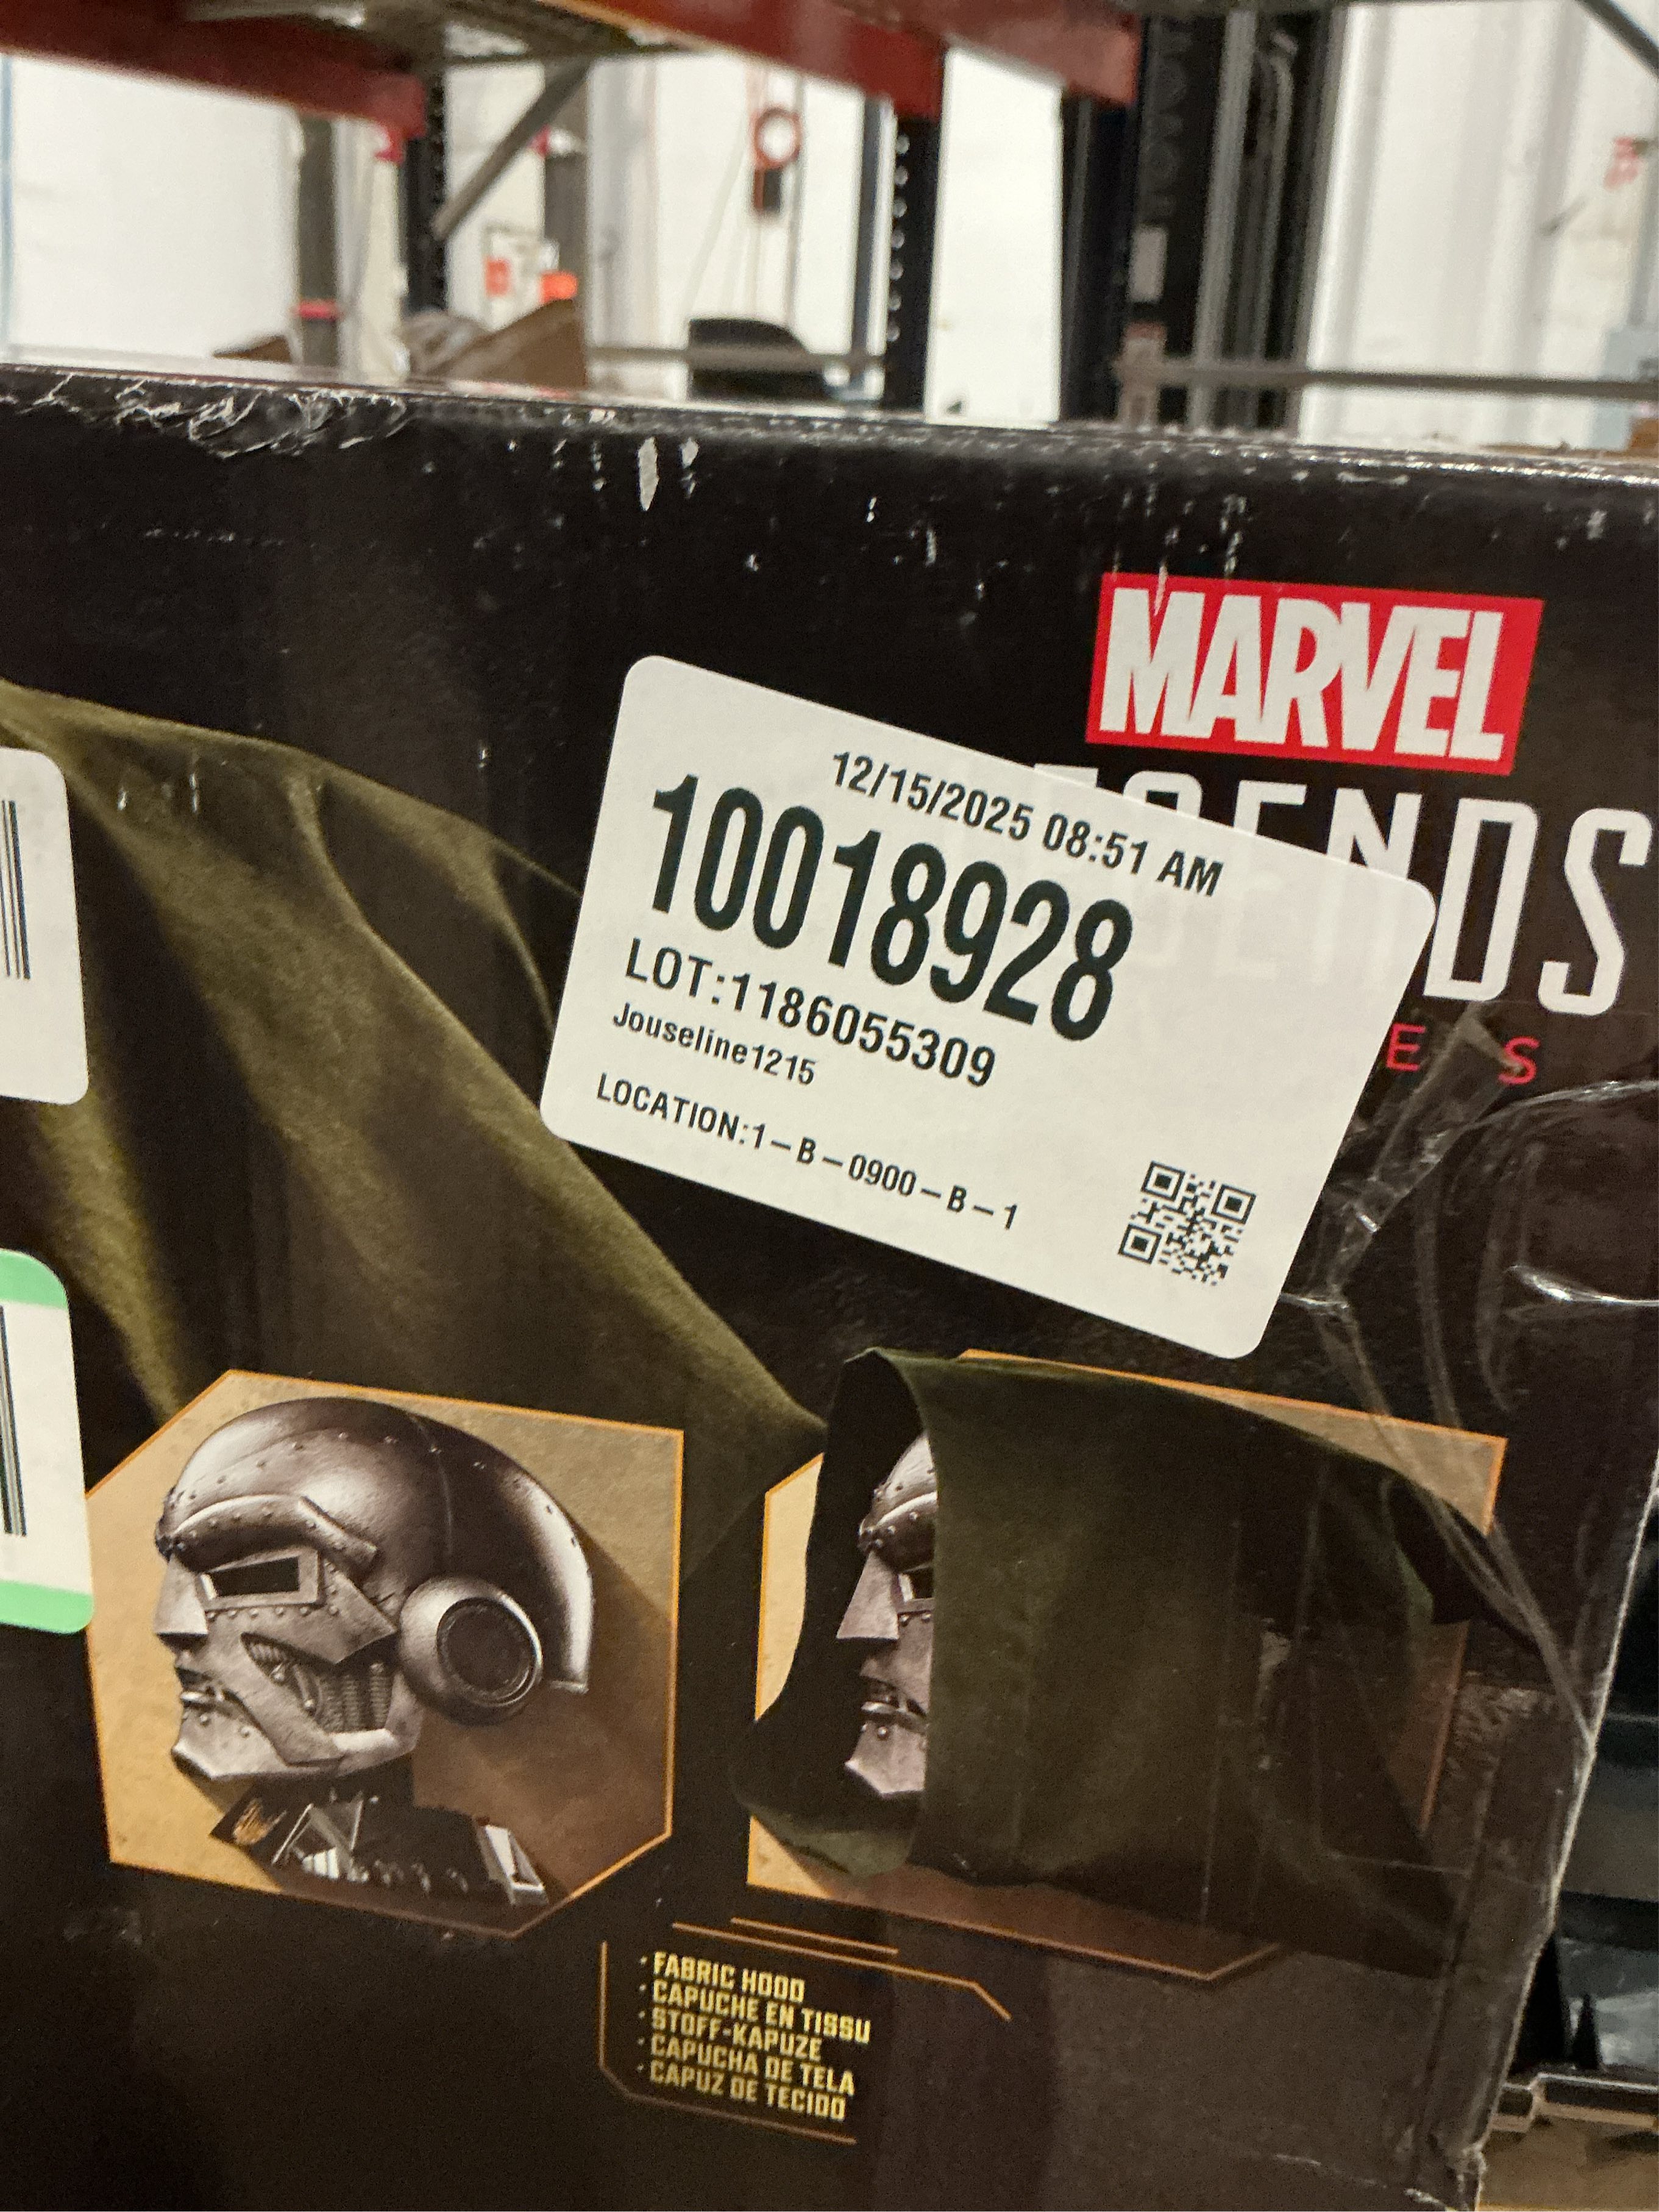 MARVEL
12/15/2025 08:51 AM
10018928
LOT:1186055309
Jouseline1215
LOCATION:1-B-0900-B-1
ENDS
E S
· FABRIC HOOD
· CAPUCHE EN TISSU
· STOFF-KAPUZE
· CAPUCHA DE TELA
· CAPUZ DE TECIDO